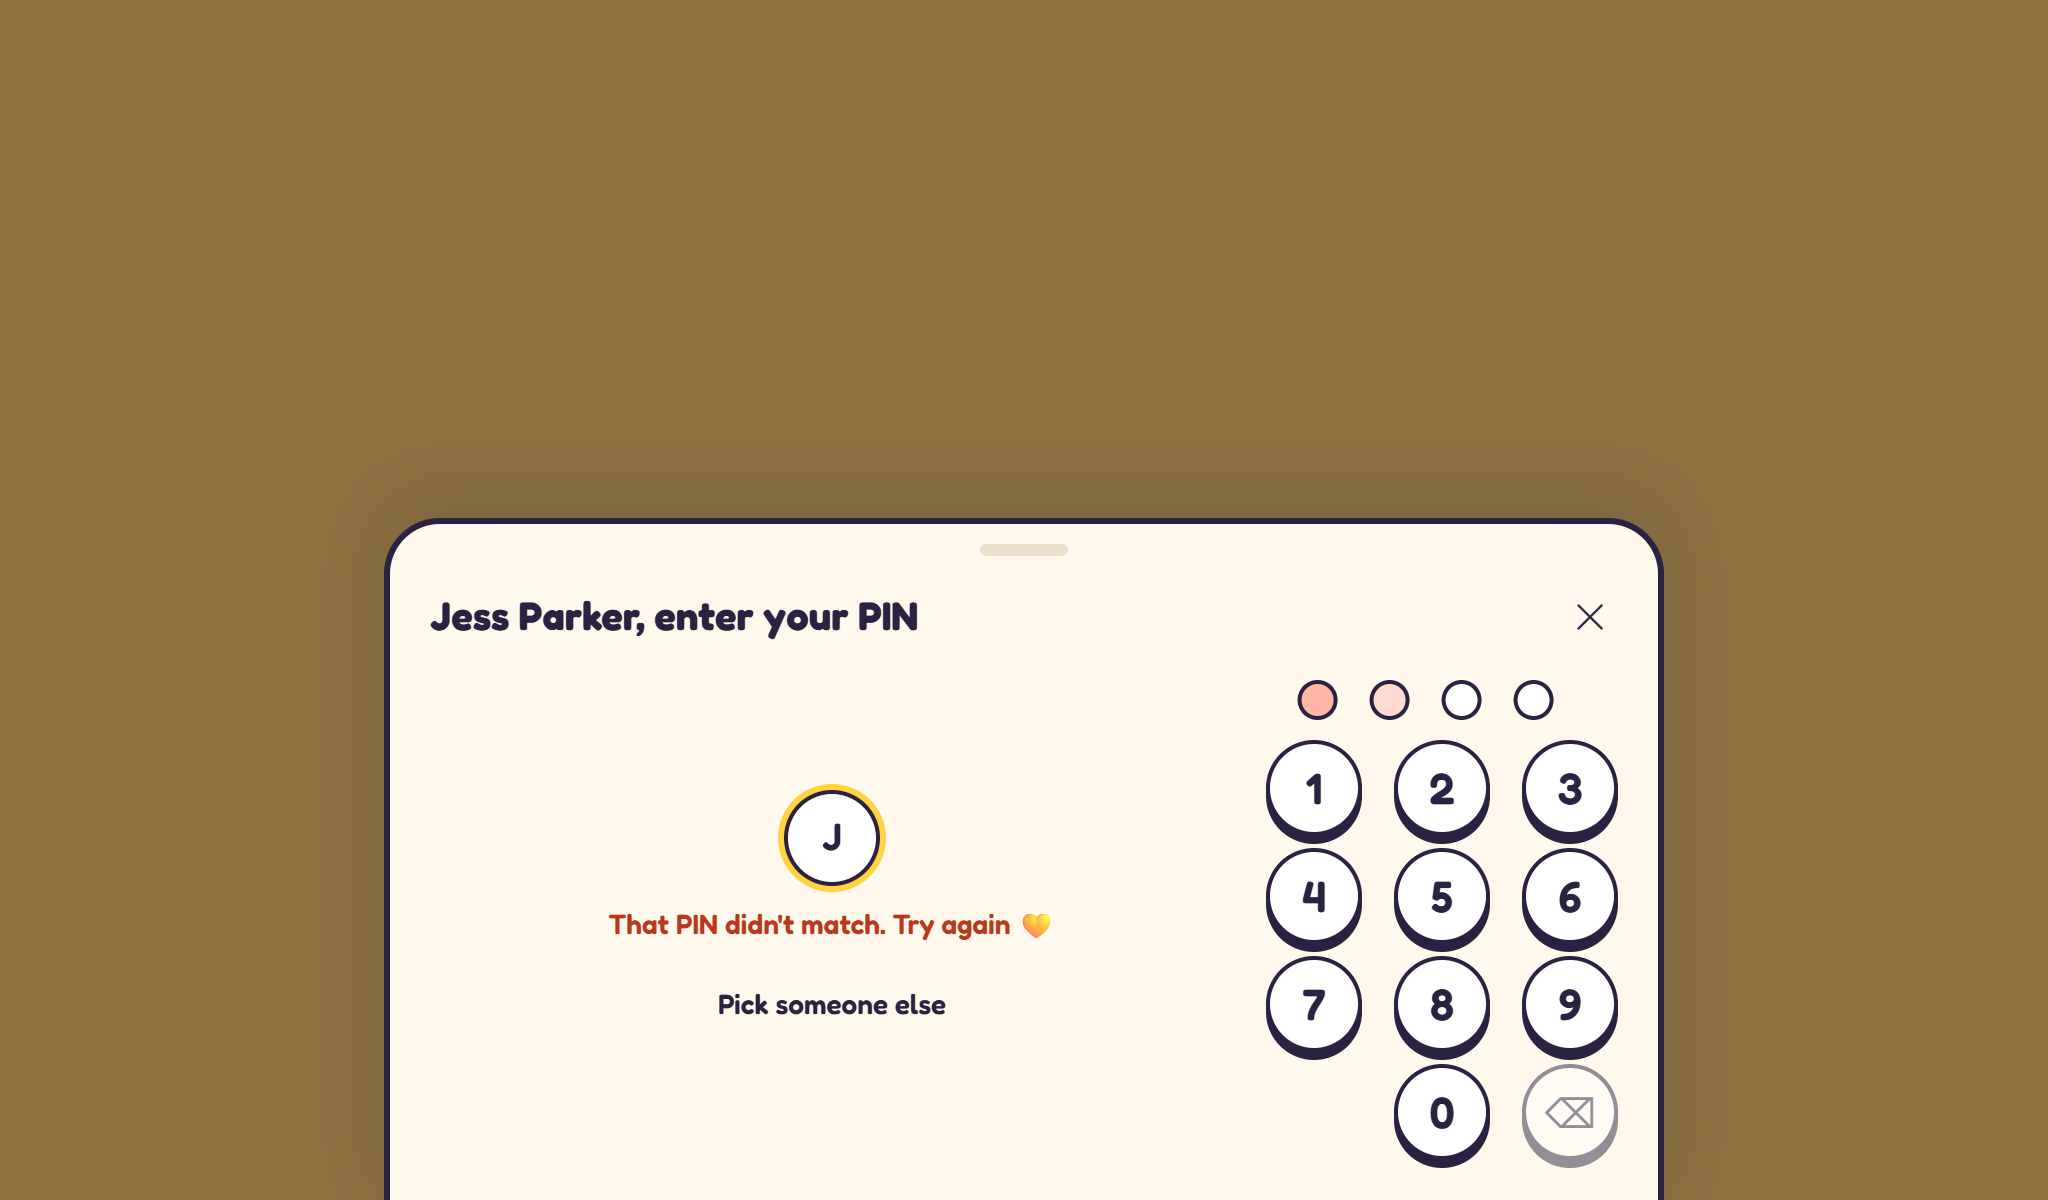 Jess Parker, enter your PIN
J
That PIN didn't match. Try again 💛
Pick someone else
1 2 3
4 5 6
7 8 9
0 ⌫